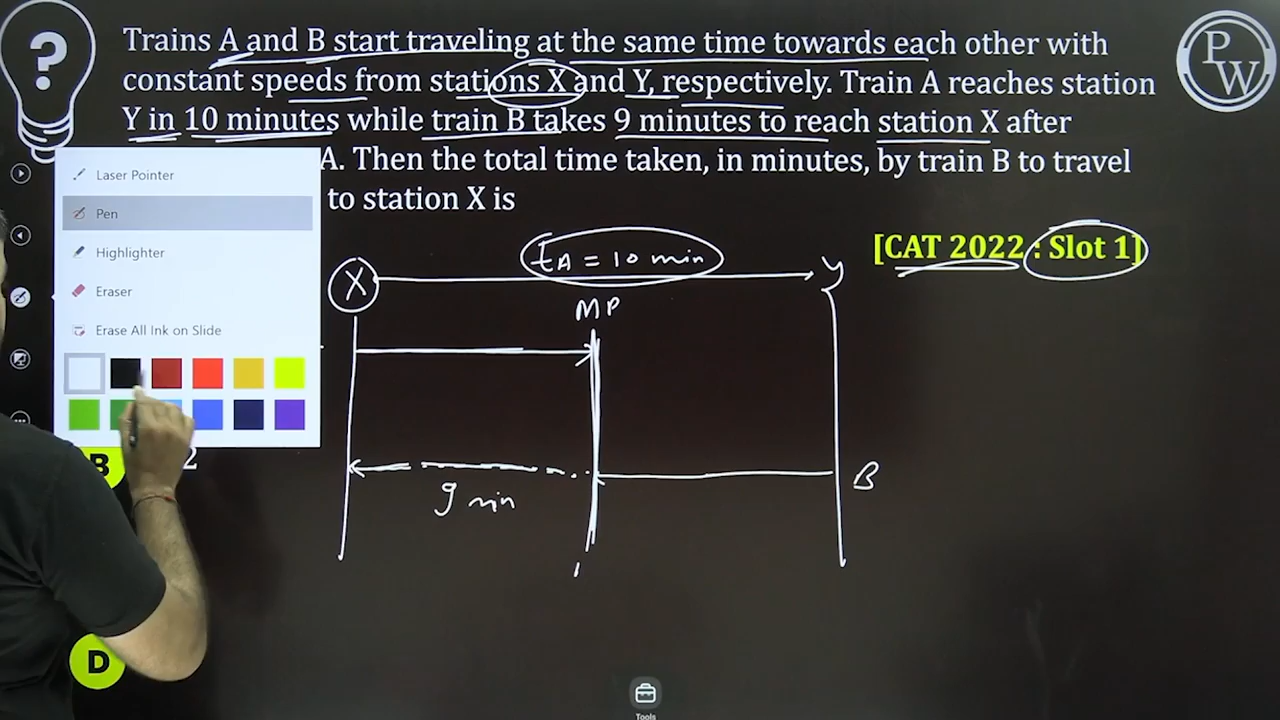 Trains A and B start traveling at the same time towards each other with
constant speeds from stations X and Y, respectively. Train A reaches station
Y in 10 minutes while train B takes 9 minutes to reach station X after
A. Then the total time taken, in minutes, by train B to travel
to station X is
[CAT 2022 : Slot 1]
P
W
?
Laser Pointer
Pen
Highlighter
Eraser
Erase All Ink on Slide
X
tA = 10 min
Y
MP
B
2
9 min
B
D
Tools